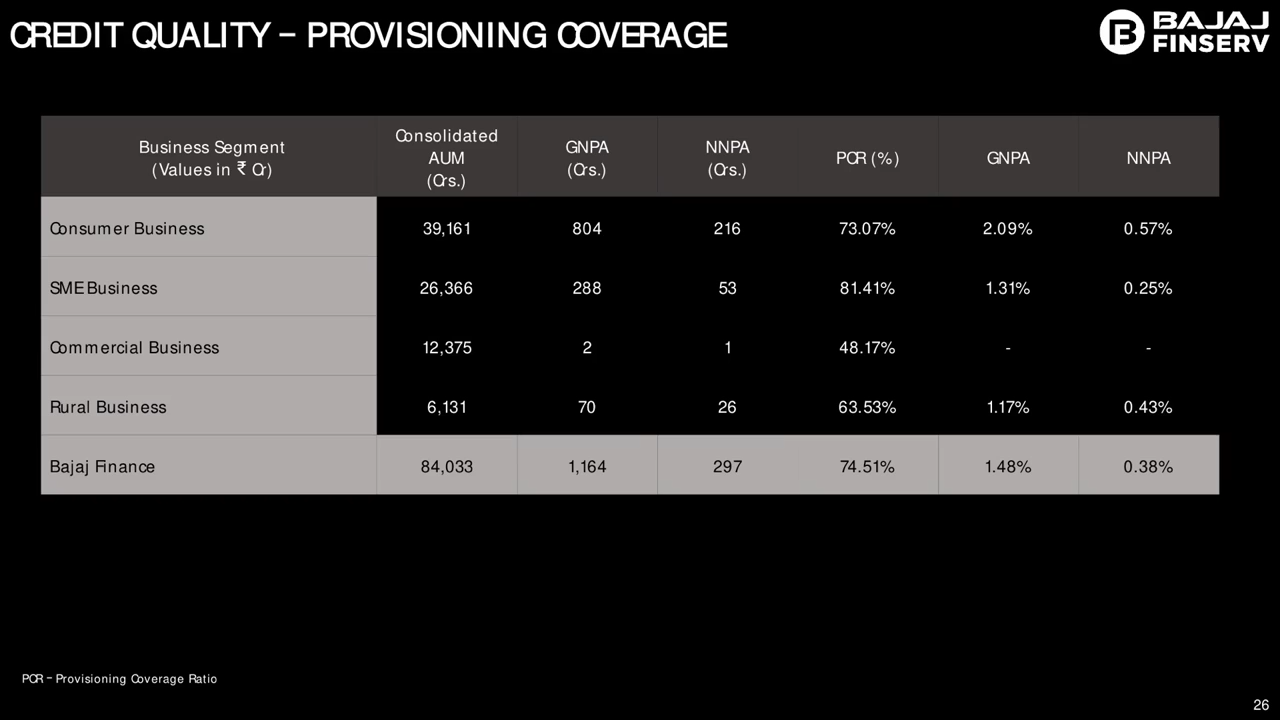 CREDIT QUALITY – PROVISIONING COVERAGE
BAJAJ
FINSERV
Business Segment
(Values in ₹ Cr)
Consolidated
AUM
(Crs.)
GNPA
(Crs.)
NNPA
(Crs.)
PCR (%)
GNPA
NNPA
Consumer Business 39,161 804 216 73.07% 2.09% 0.57%
SME Business 26,366 288 53 81.41% 1.31% 0.25%
Commercial Business 12,375 2 1 48.17% - -
Rural Business 6,131 70 26 63.53% 1.17% 0.43%
Bajaj Finance 84,033 1,164 297 74.51% 1.48% 0.38%
PCR – Provisioning Coverage Ratio
26